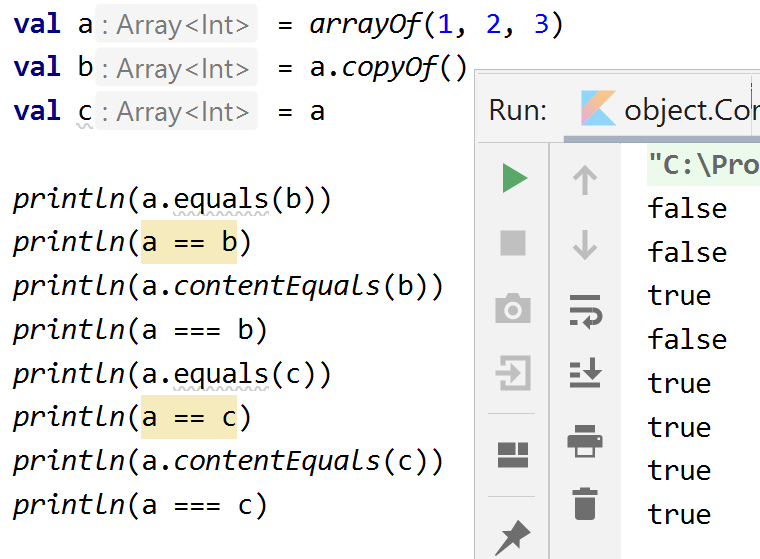 val a : Array<Int> = arrayOf(1, 2, 3)
val b : Array<Int> = a.copyOf()
val c : Array<Int> = a
println(a.equals(b))
println(a == b)
println(a.contentEquals(b))
println(a === b)
println(a.equals(c))
println(a == c)
println(a.contentEquals(c))
println(a === c)
Run: object.Co
"C:\Pro
false
false
true
false
true
true
true
true